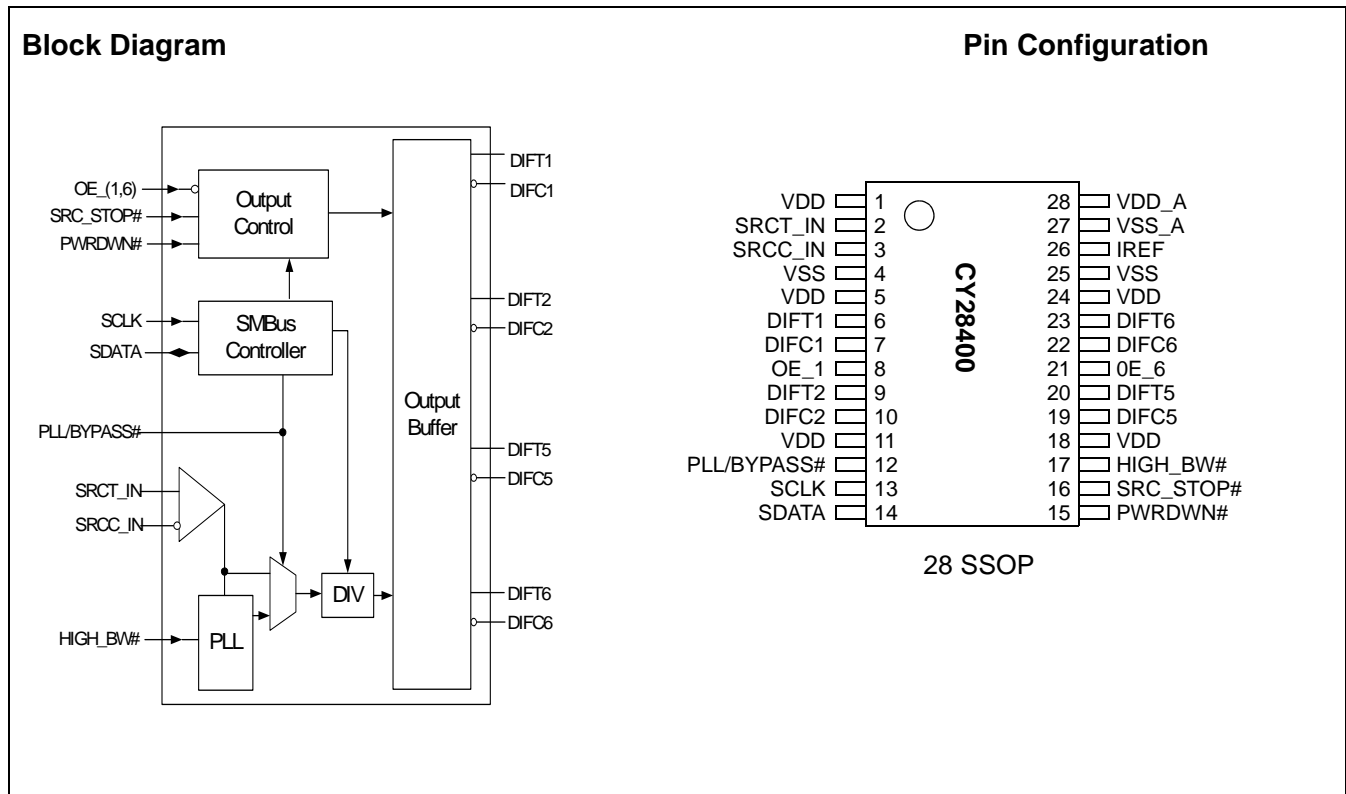 Block Diagram
Pin Configuration
OE_(1,6)
SRC_STOP#
PWRDWN#
SCLK
SDATA
PLL/BYPASS#
SRCT_IN
SRCC_IN
HIGH_BW#
Output
Control
SMBus
Controller
PLL
DIV
Output
Buffer
DIFT1
DIFC1
DIFT2
DIFC2
DIFT5
DIFC5
DIFT6
DIFC6
VDD 1
SRCT_IN 2
SRCC_IN 3
VSS 4
VDD 5
DIFT1 6
DIFC1 7
OE_1 8
DIFT2 9
DIFC2 10
VDD 11
PLL/BYPASS# 12
SCLK 13
SDATA 14
CY28400
28 VDD_A
27 VSS_A
26 IREF
25 VSS
24 VDD
23 DIFT6
22 DIFC6
21 0E_6
20 DIFT5
19 DIFC5
18 VDD
17 HIGH_BW#
16 SRC_STOP#
15 PWRDWN#
28 SSOP